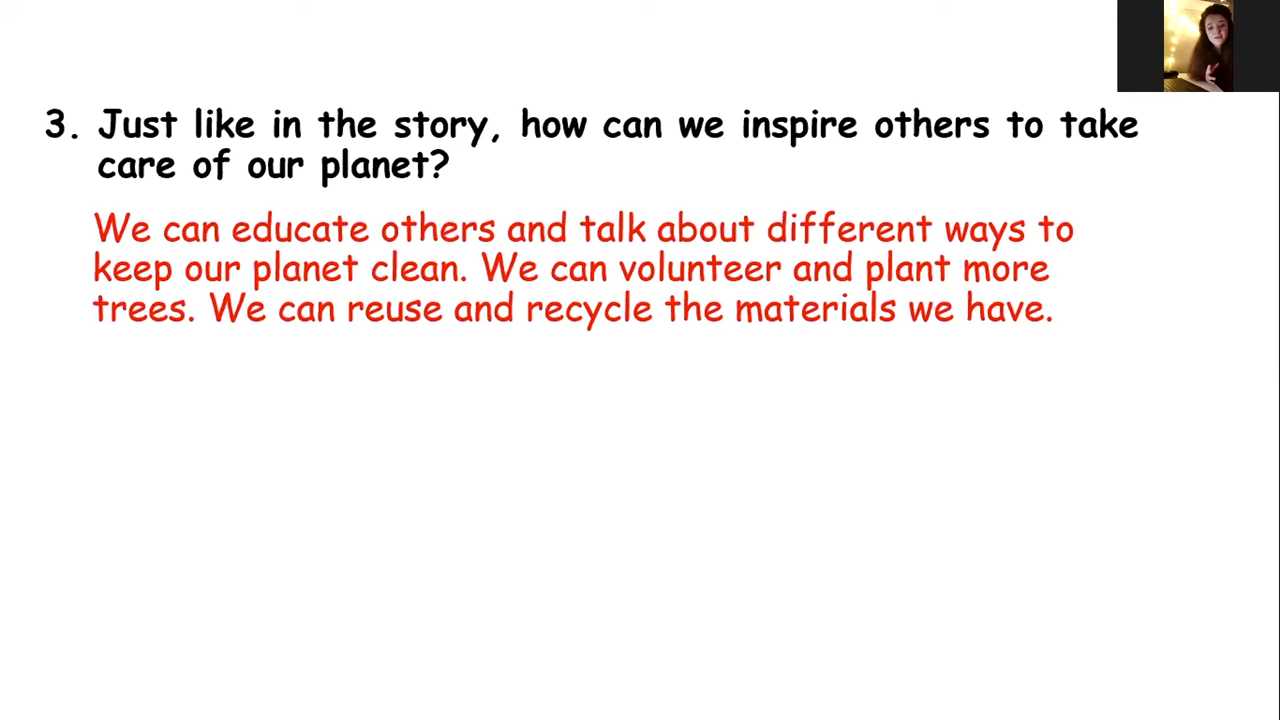 3. Just like in the story, how can we inspire others to take
care of our planet?
We can educate others and talk about different ways to
keep our planet clean. We can volunteer and plant more
trees. We can reuse and recycle the materials we have.